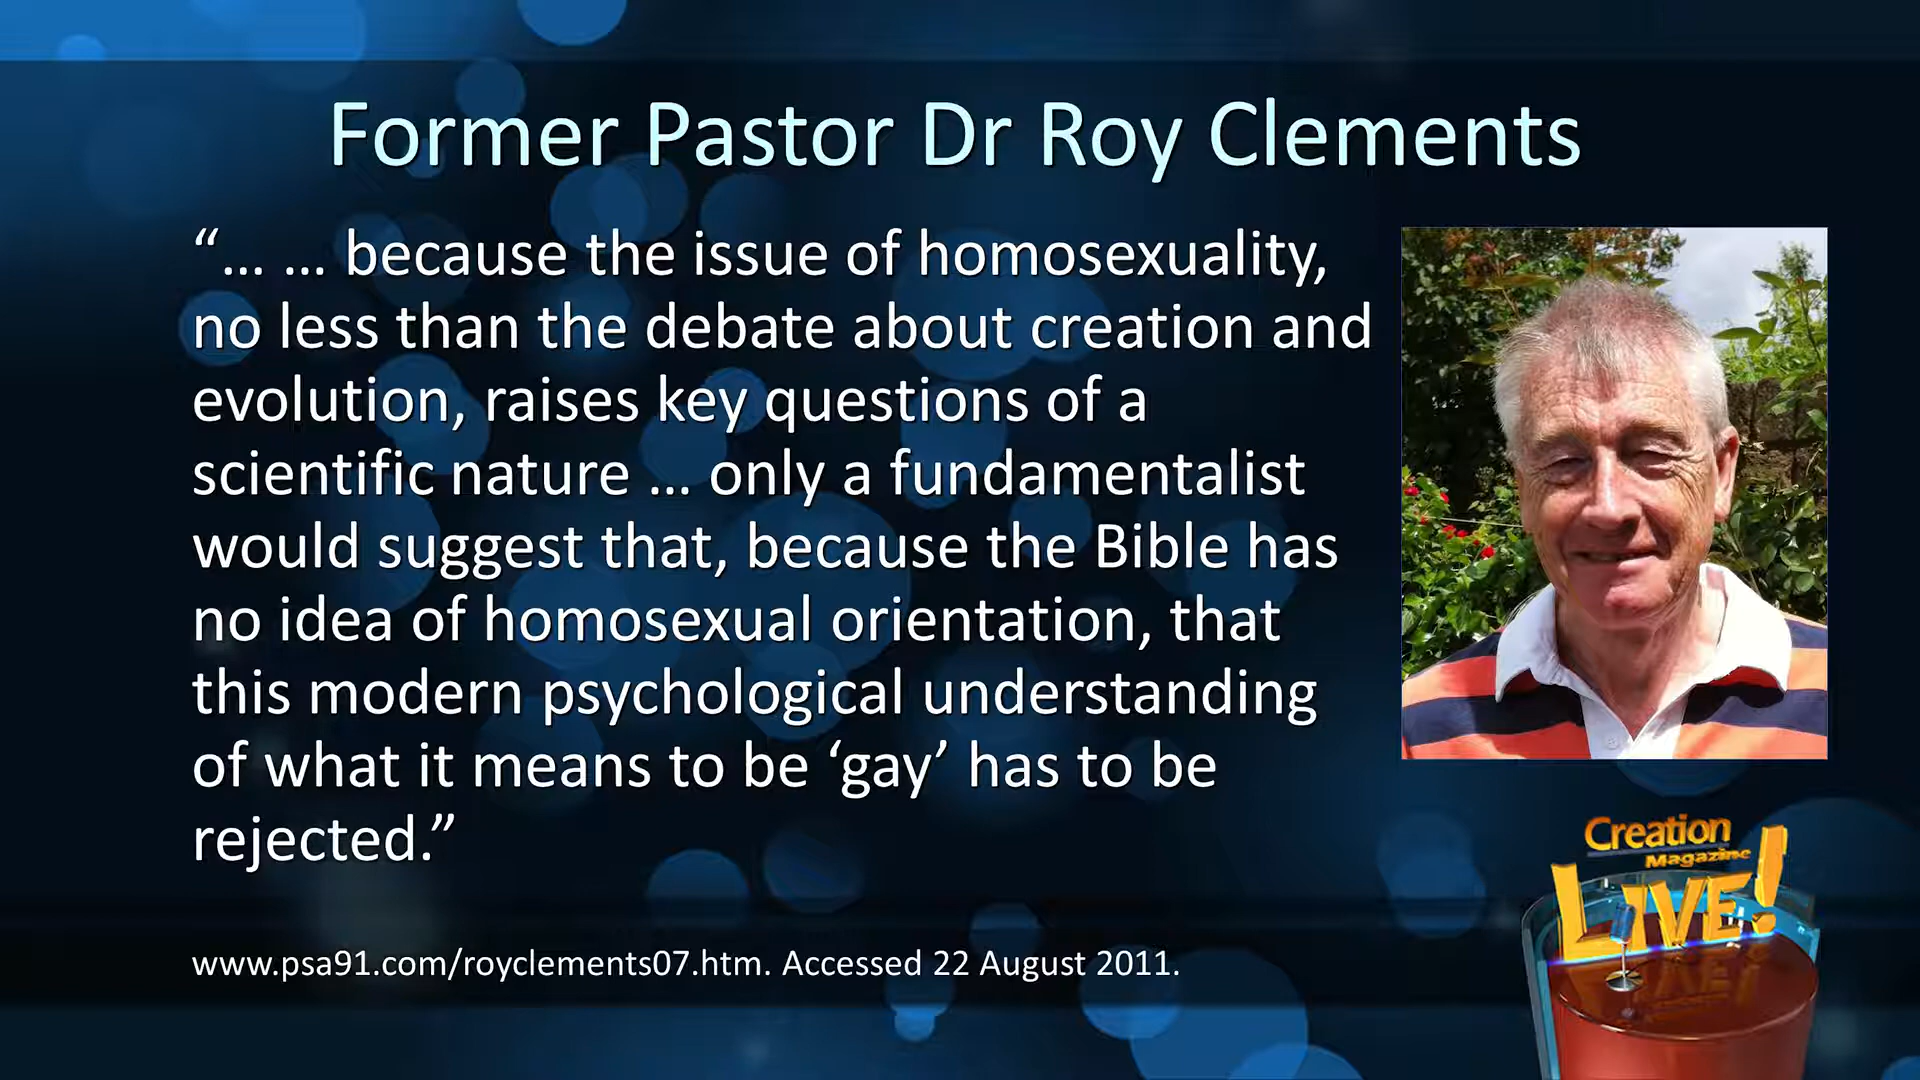 Former Pastor Dr Roy Clements
“… … because the issue of homosexuality,
no less than the debate about creation and
evolution, raises key questions of a
scientific nature … only a fundamentalist
would suggest that, because the Bible has
no idea of homosexual orientation, that
this modern psychological understanding
of what it means to be ‘gay’ has to be
rejected.”
www.psa91.com/royclements07.htm. Accessed 22 August 2011.
Creation
Magazine
LIVE!